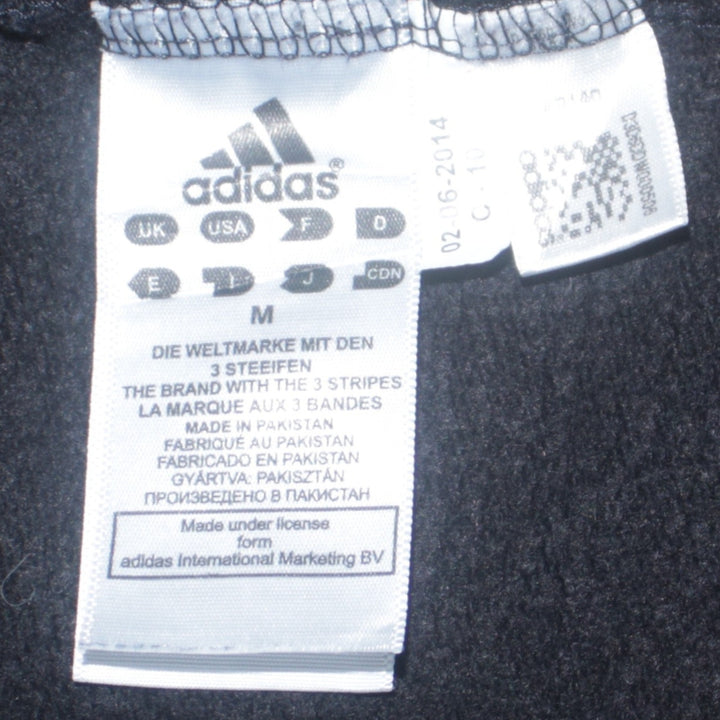 adidas®
UK USA F D
E I J CDN
M
DIE WELTMARKE MIT DEN
3 STEEIFEN
THE BRAND WITH THE 3 STRIPES
LA MARQUE AUX 3 BANDES
MADE IN PAKISTAN
FABRIQUÉ AU PAKISTAN
FABRICADO EN PAKISTAN
GYÁRTVA: PAKISZTÁN
ПРОИЗВЕДЕНО В ПАКИСТАН
Made under license
form
adidas International Marketing BV
02-06-2014
C - 10